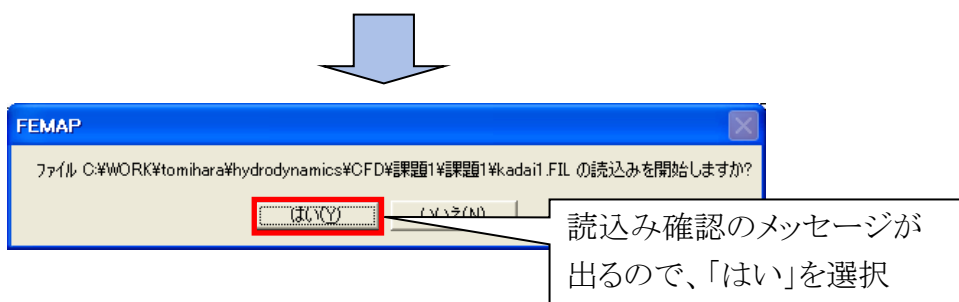 FEMAP
ファイル C:¥WORK¥tomihara¥hydrodynamics¥CFD¥課題1¥課題1¥kadai1.FIL の読込みを開始しますか?
はい(Y)
いいえ(N)
読込み確認のメッセージが
出るので、「はい」を選択